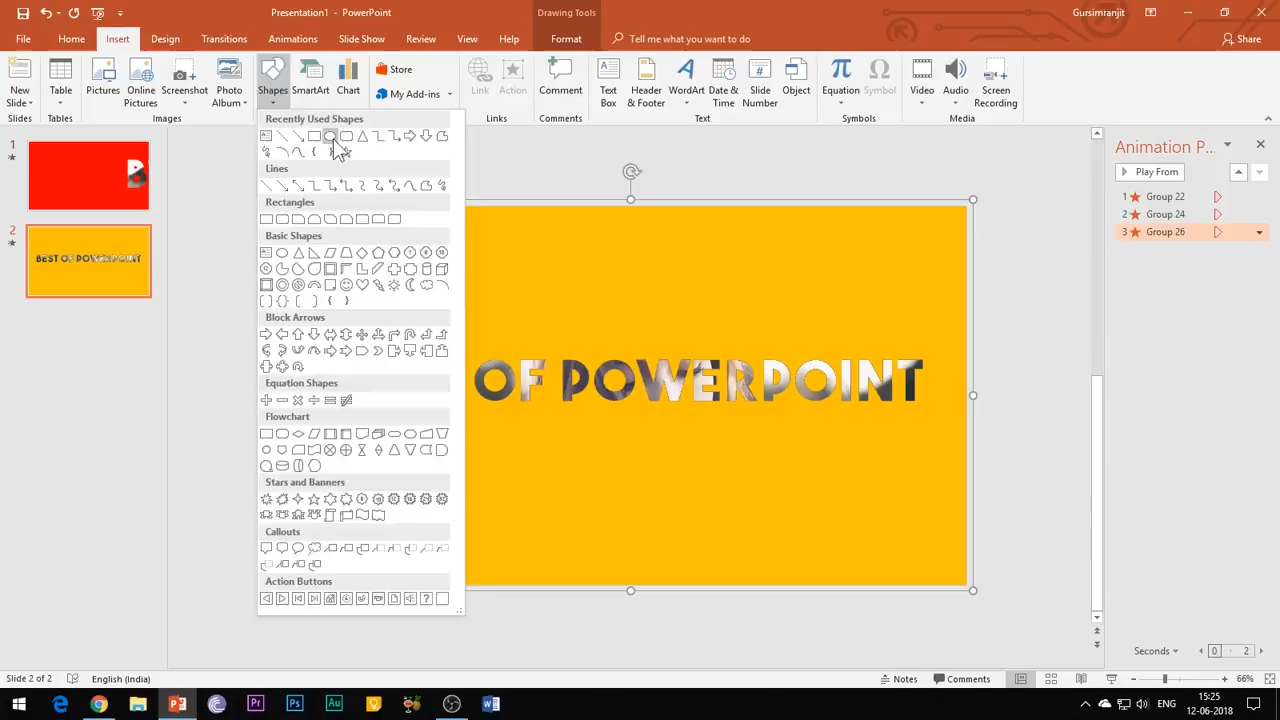 Presentation1 - PowerPoint
Drawing Tools
Gursimranjit
File Home Insert Design Transitions Animations Slide Show Review View Help Format Tell me what you want to do Share
New Slide
Table
Pictures
Online Pictures
Screenshot
Photo Album
Shapes
SmartArt
Chart
Store
My Add-ins
Link
Action
Comment
Text Box
Header & Footer
WordArt
Date & Time
Slide Number
Object
Equation
Symbol
Video
Audio
Screen Recording
Slides Tables Images Links Comments Text Symbols Media
Recently Used Shapes
Lines
Rectangles
Basic Shapes
Block Arrows
Equation Shapes
Flowchart
Stars and Banners
Callouts
Action Buttons
1
2
BEST OF POWERPOINT
OF POWERPOINT
Animation P...
Play From
1 Group 22
2 Group 24
3 Group 26
Seconds 0 2
Slide 2 of 2 English (India) Notes Comments 66%
ENG
15:25
12-06-2018